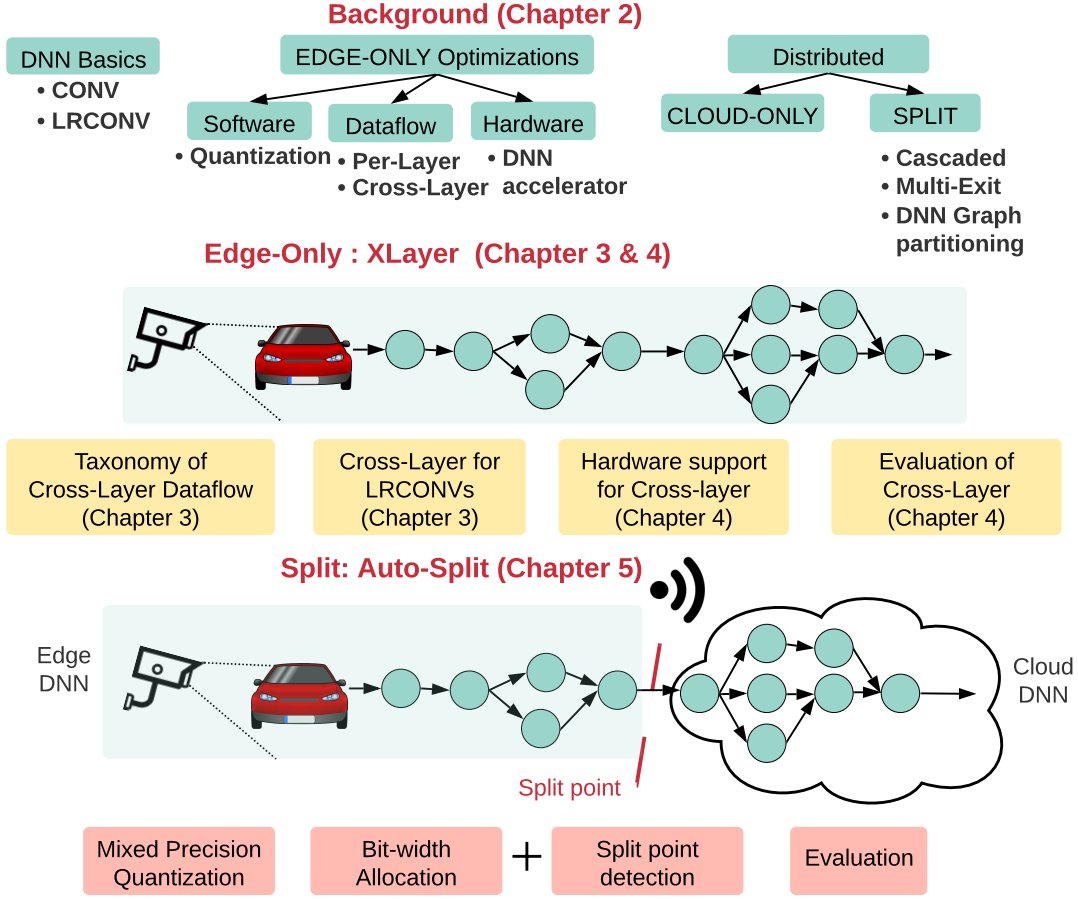 Background (Chapter 2)
DNN Basics
• CONV
• LRCONV
EDGE-ONLY Optimizations
Software
• Quantization
Dataflow
• Per-Layer
• Cross-Layer
Hardware
• DNN
accelerator
Distributed
CLOUD-ONLY
SPLIT
• Cascaded
• Multi-Exit
• DNN Graph
partitioning
Edge-Only : XLayer (Chapter 3 & 4)
Taxonomy of
Cross-Layer Dataflow
(Chapter 3)
Cross-Layer for
LRCONVs
(Chapter 3)
Hardware support
for Cross-layer
(Chapter 4)
Evaluation of
Cross-Layer
(Chapter 4)
Split: Auto-Split (Chapter 5)
Edge
DNN
Cloud
DNN
Split point
Mixed Precision
Quantization
Bit-width
Allocation
+
Split point
detection
Evaluation